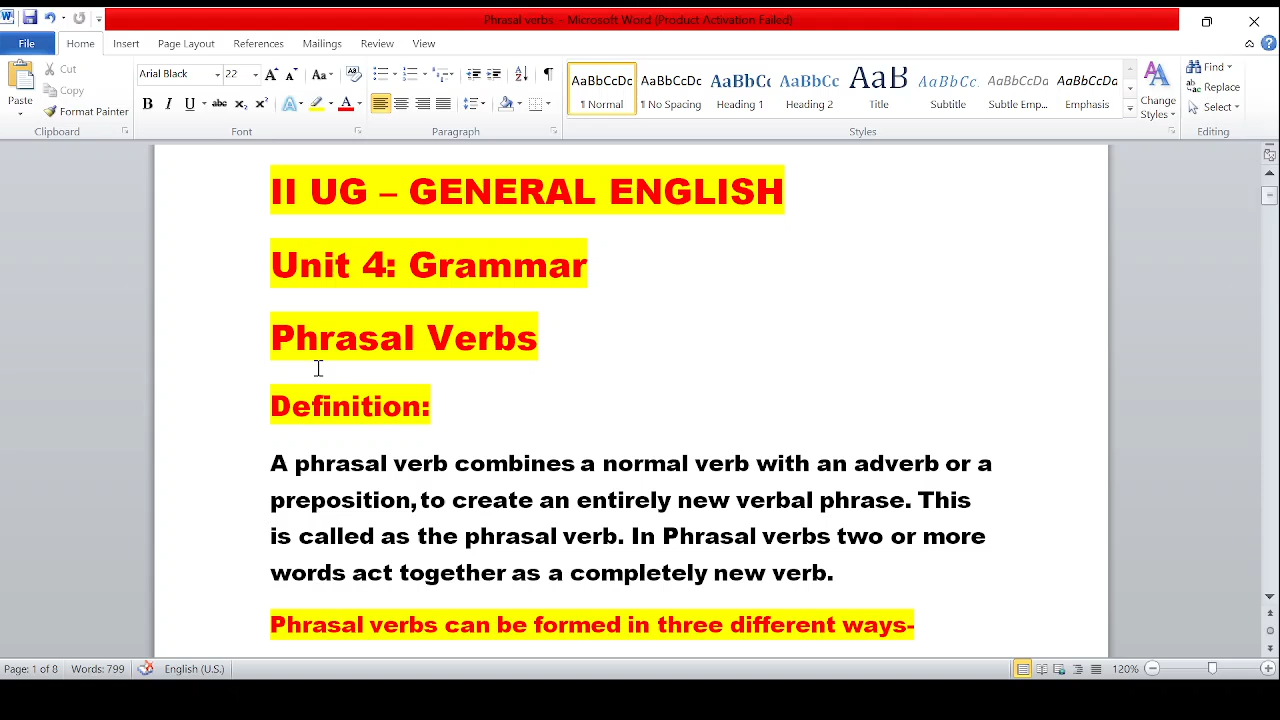 Phrasal verbs - Microsoft Word (Product Activation Failed)
File Home Insert Page Layout References Mailings Review View
Cut
Copy
Format Painter
Paste
Clipboard
Arial Black 22
Font
Paragraph
AaBbCcDc AaBbCcDc AaBbC AaBbCc AaB AaBbCc. AaBbCcDc AaBbCcDc
¶ Normal ¶ No Spacing Heading 1 Heading 2 Title Subtitle Subtle Emp... Emphasis
Change
Styles
Styles
Find
Replace
Select
Editing
II UG – GENERAL ENGLISH
Unit 4: Grammar
Phrasal Verbs
Definition:
A phrasal verb combines a normal verb with an adverb or a
preposition, to create an entirely new verbal phrase. This
is called as the phrasal verb. In Phrasal verbs two or more
words act together as a completely new verb.
Phrasal verbs can be formed in three different ways-
Page: 1 of 8 Words: 799 English (U.S.) 120%